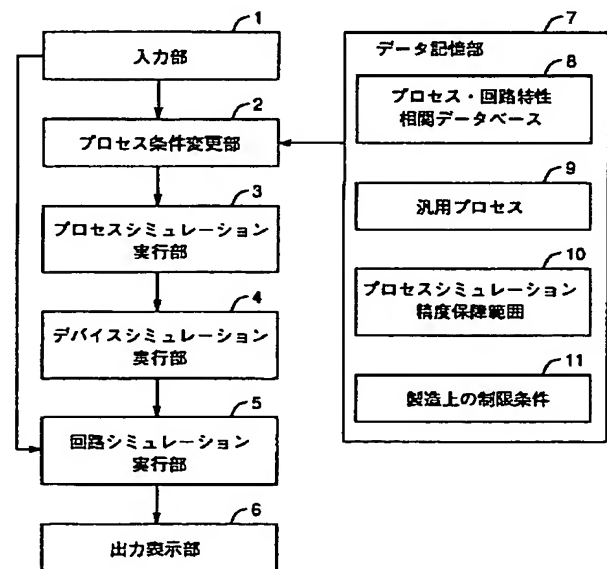 1
入力部
2
プロセス条件変更部
3
プロセスシミュレーション
実行部
4
デバイスシミュレーション
実行部
5
回路シミュレーション
実行部
6
出力表示部
7
データ記憶部
8
プロセス・回路特性
相関データベース
9
汎用プロセス
10
プロセスシミュレーション
精度保障範囲
11
製造上の制限条件